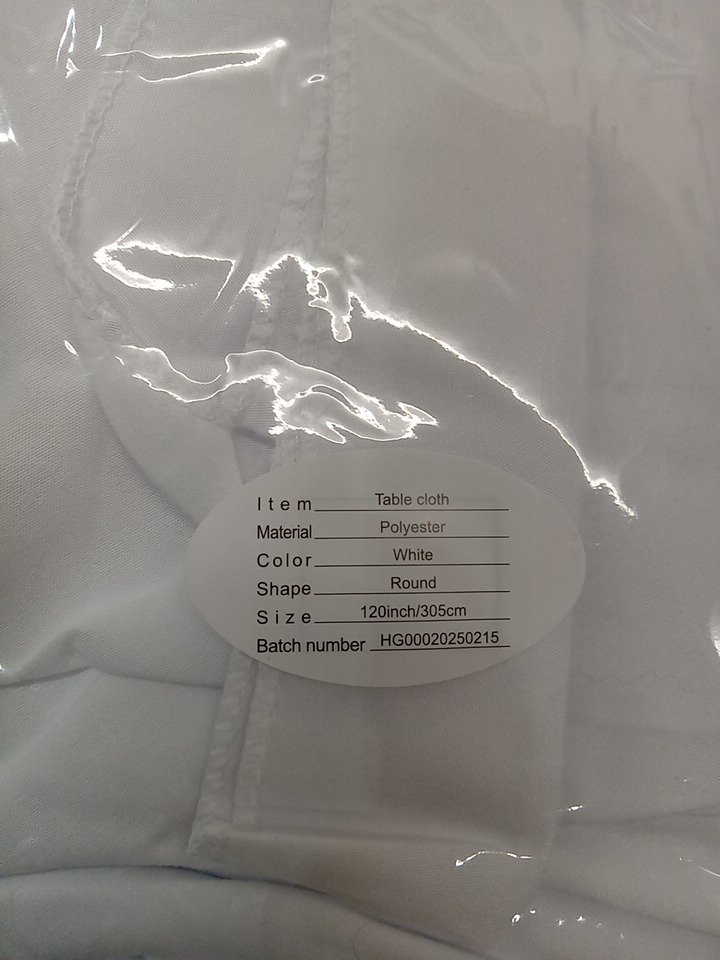 Item Table cloth
Material Polyester
Color White
Shape Round
Size 120inch/305cm
Batch number HG00020250215